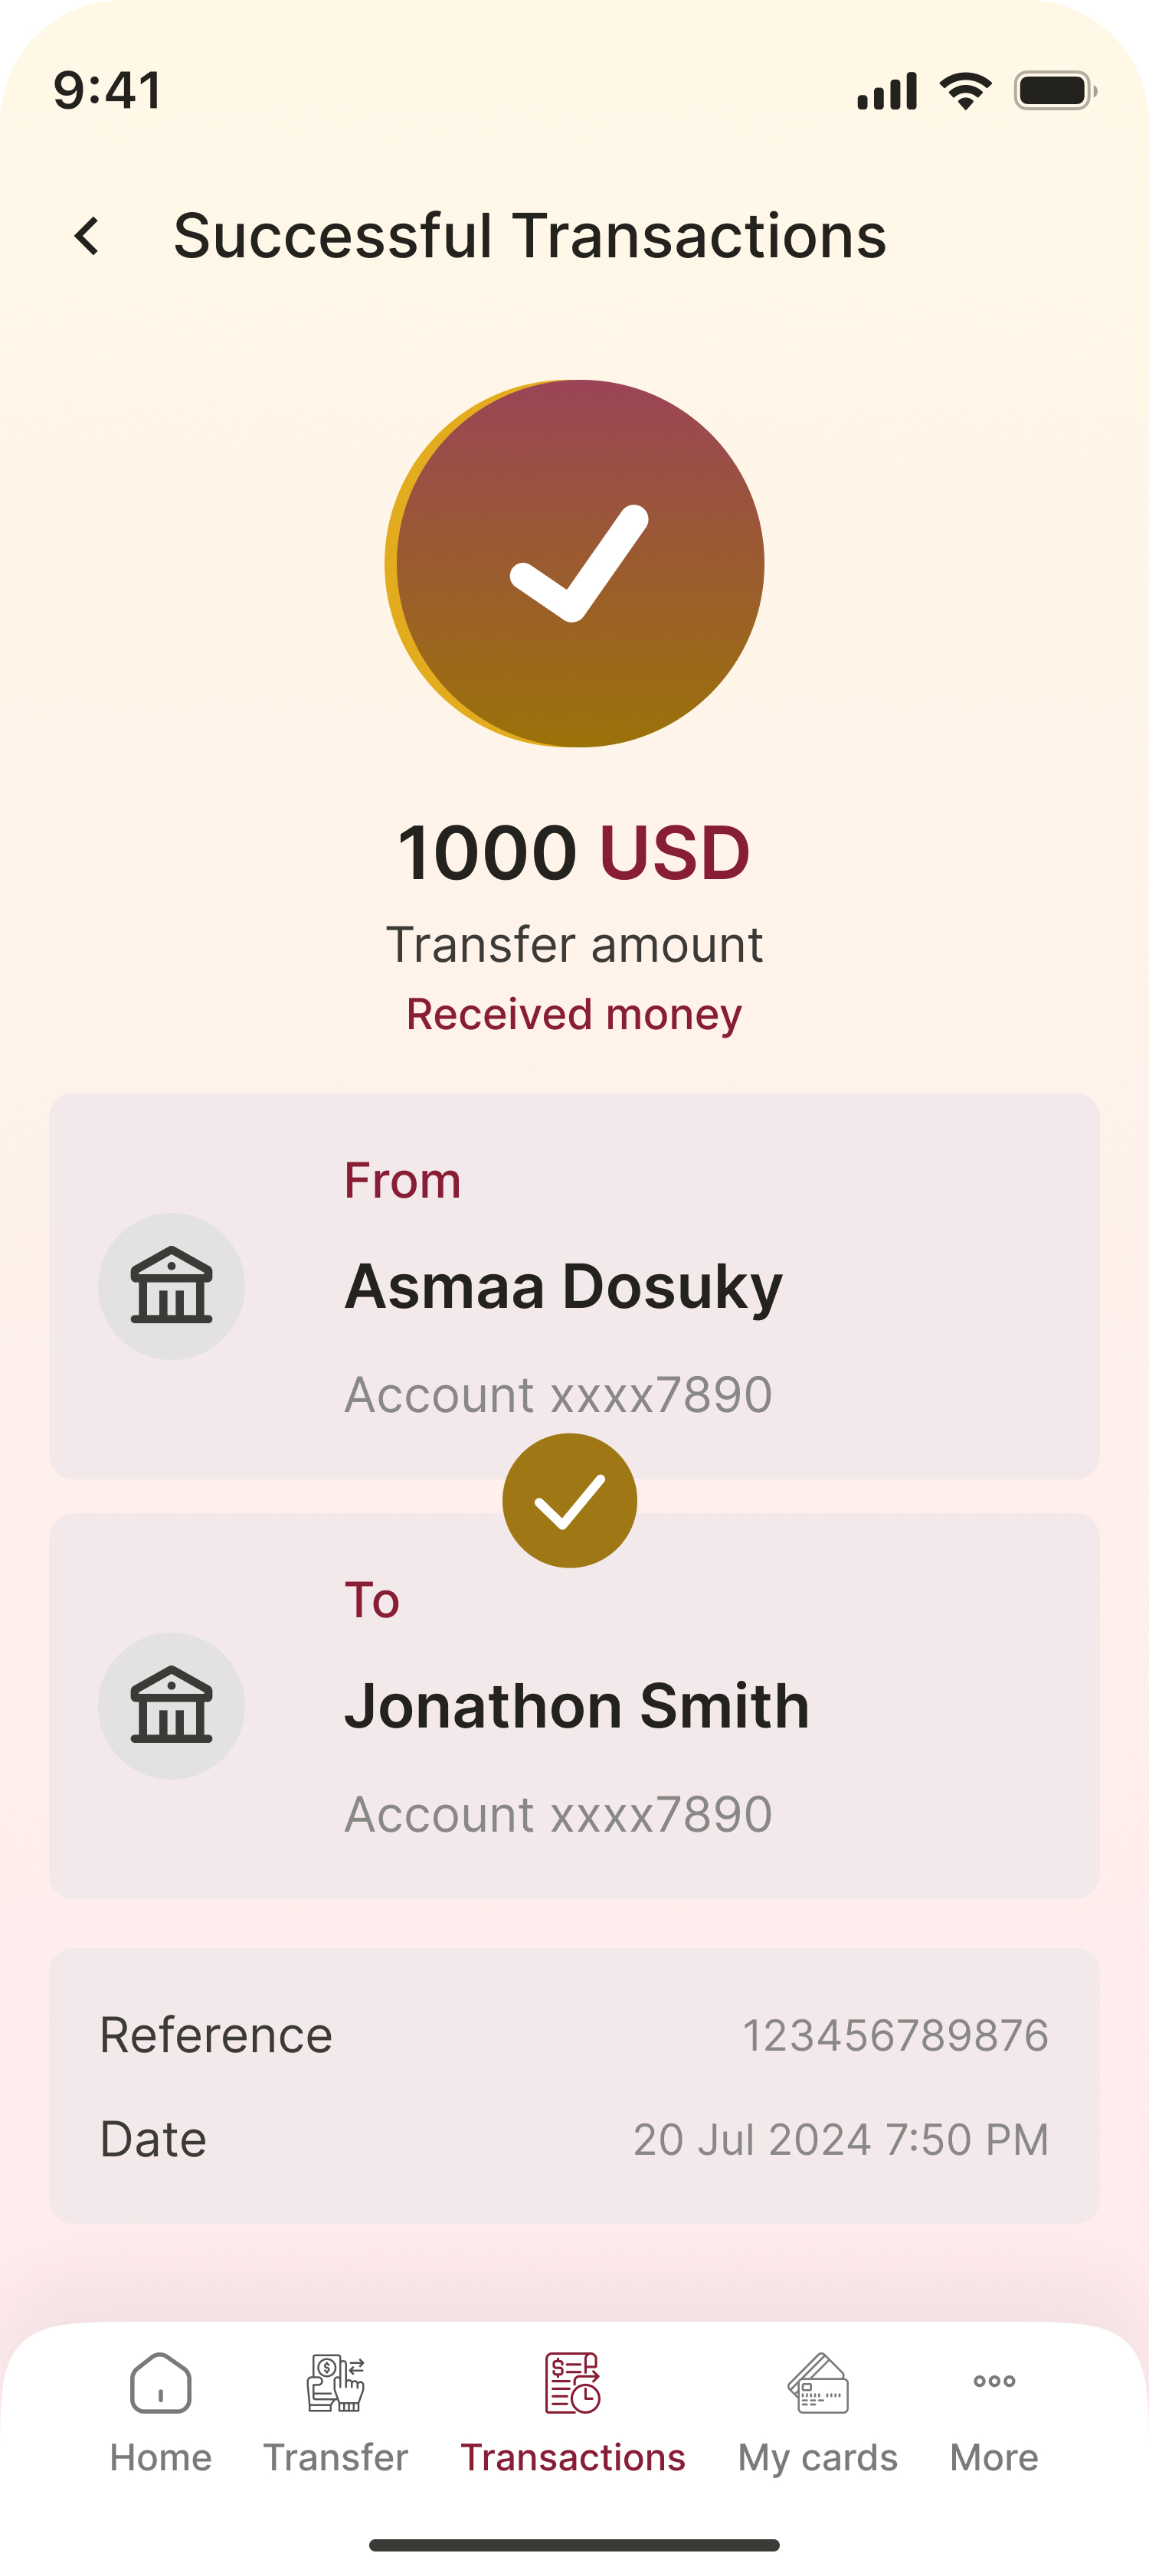 9:41
Successful Transactions
1000 USD
Transfer amount
Received money
From
Asmaa Dosuky
Account xxxx7890
To
Jonathon Smith
Account xxxx7890
Reference 123456789876
Date 20 Jul 2024 7:50 PM
Home Transfer Transactions My cards More